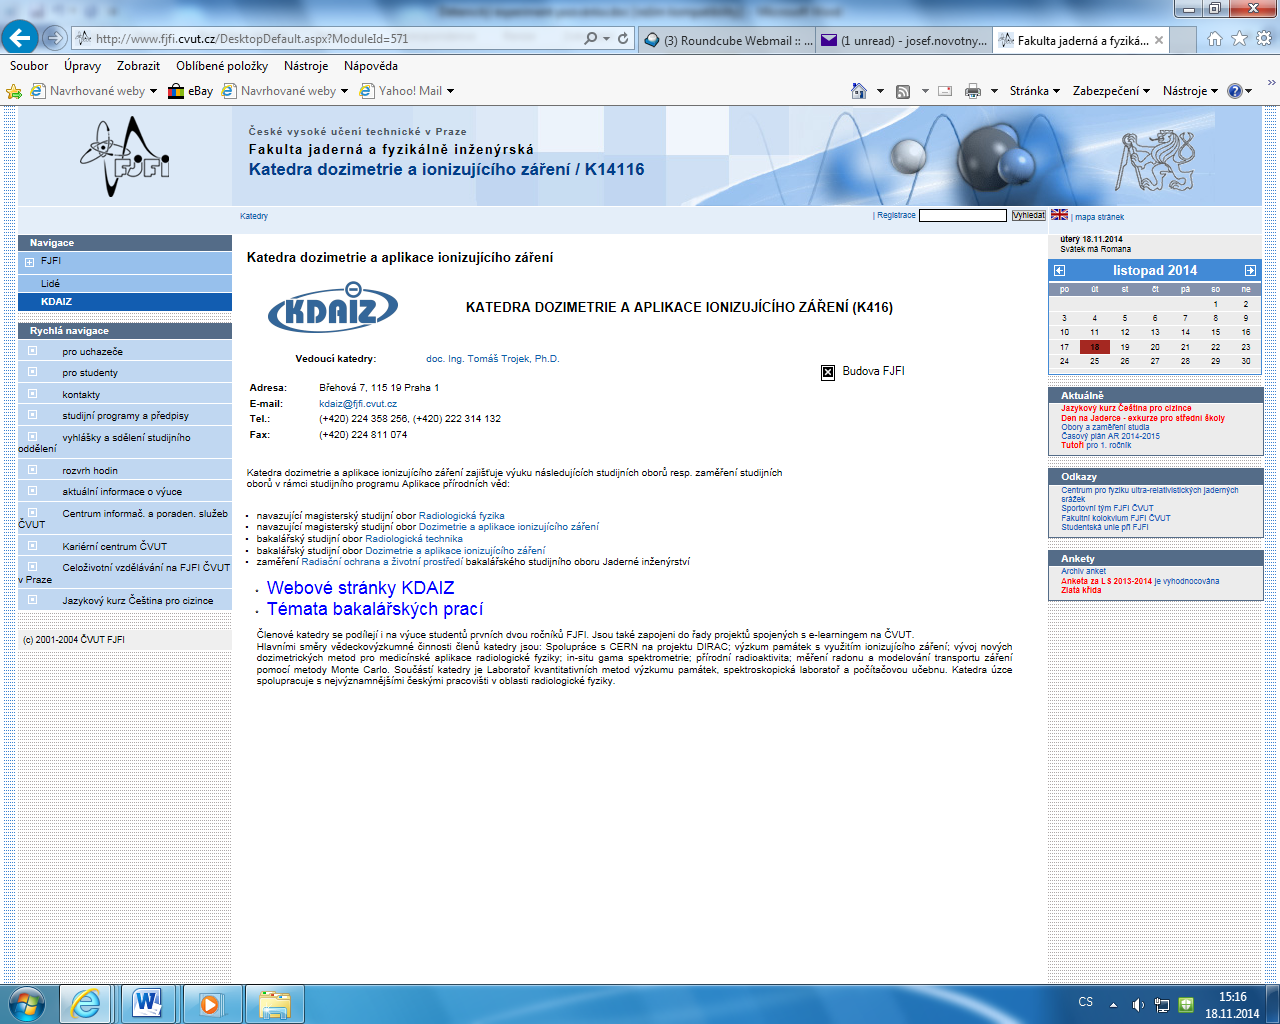 http://www.fjfi.cvut.cz/DesktopDefault.aspx?ModuleId=571
(3) Roundcube Webmail :: ...
(1 unread) - josef.novotny...
Fakulta jaderná a fyziká...
Soubor Úpravy Zobrazit Oblíbené položky Nástroje Nápověda
Navrhované weby eBay Navrhované weby Yahoo! Mail
Stránka Zabezpečení Nástroje
FJFI
České vysoké učení technické v Praze
Fakulta jaderná a fyzikálně inženýrská
Katedra dozimetrie a ionizujícího záření / K14116
Katedry
| Registrace Vyhledat | mapa stránek
Navigace
FJFI
Lidé
KDAIZ
Rychlá navigace
pro uchazeče
pro studenty
kontakty
studijní programy a předpisy
vyhlášky a sdělení studijního
oddělení
rozvrh hodin
aktuální informace o výuce
Centrum informač. a poraden. služeb
ČVUT
Kariérní centrum ČVUT
Celoživotní vzdělávání na FJFI ČVUT
v Praze
Jazykový kurz Čeština pro cizince
(c) 2001-2004 ČVUT FJFI
Katedra dozimetrie a aplikace ionizujícího záření
KDAIZ
KATEDRA DOZIMETRIE A APLIKACE IONIZUJÍCÍHO ZÁŘENÍ (K416)
Vedoucí katedry: doc. Ing. Tomáš Trojek, Ph.D.
Budova FJFI
Adresa: Břehová 7, 115 19 Praha 1
E-mail: kdaiz@fjfi.cvut.cz
Tel.: (+420) 224 358 256, (+420) 222 314 132
Fax: (+420) 224 811 074
Katedra dozimetrie a aplikace ionizujícího záření zajišťuje výuku následujících studijních oborů resp. zaměření studijních
oborů v rámci studijního programu Aplikace přírodních věd:
• navazující magisterský studijní obor Radiologická fyzika
• navazující magisterský studijní obor Dozimetrie a aplikace ionizujícího záření
• bakalářský studijní obor Radiologická technika
• bakalářský studijní obor Dozimetrie a aplikace ionizujícího záření
• zaměření Radiační ochrana a životní prostředí bakalářského studijního oboru Jaderné inženýrství
• Webové stránky KDAIZ
• Témata bakalářských prací
Členové katedry se podílejí i na výuce studentů prvních dvou ročníků FJFI. Jsou také zapojeni do řady projektů spojených s e-learningem na ČVUT.
Hlavními směry vědeckovýzkumné činnosti členů katedry jsou: Spolupráce s CERN na projektu DIRAC; výzkum památek s využitím ionizujícího záření; vývoj nových
dozimetrických metod pro medicínské aplikace radiologické fyziky; in-situ gama spektrometrie; přírodní radioaktivita; měření radonu a modelování transportu záření
pomocí metody Monte Carlo. Součástí katedry je Laboratoř kvantitativních metod výzkumu památek, spektroskopická laboratoř a počítačovou učebnu. Katedra úzce
spolupracuje s nejvýznamnějšími českými pracovišti v oblasti radiologické fyziky.
úterý 18.11.2014
Svátek má Romana
listopad 2014
po út st čt pá so ne
1 2
3 4 5 6 7 8 9
10 11 12 13 14 15 16
17 18 19 20 21 22 23
24 25 26 27 28 29 30
Aktuálně
Jazykový kurz Čeština pro cizince
Den na Jaderce - exkurze pro střední školy
Obory a zaměření studia
Časový plán AR 2014-2015
Tutoři pro 1. ročník
Odkazy
Centrum pro fyziku ultra-relativistických jaderných
srážek
Sportovní tým FJFI ČVUT
Fakultní kolokvium FJFI ČVUT
Studentská unie při FJFI
Ankety
Archiv anket
Anketa za LS 2013-2014 je vyhodnocována
Zlatá křída
CS
15:16
18.11.2014